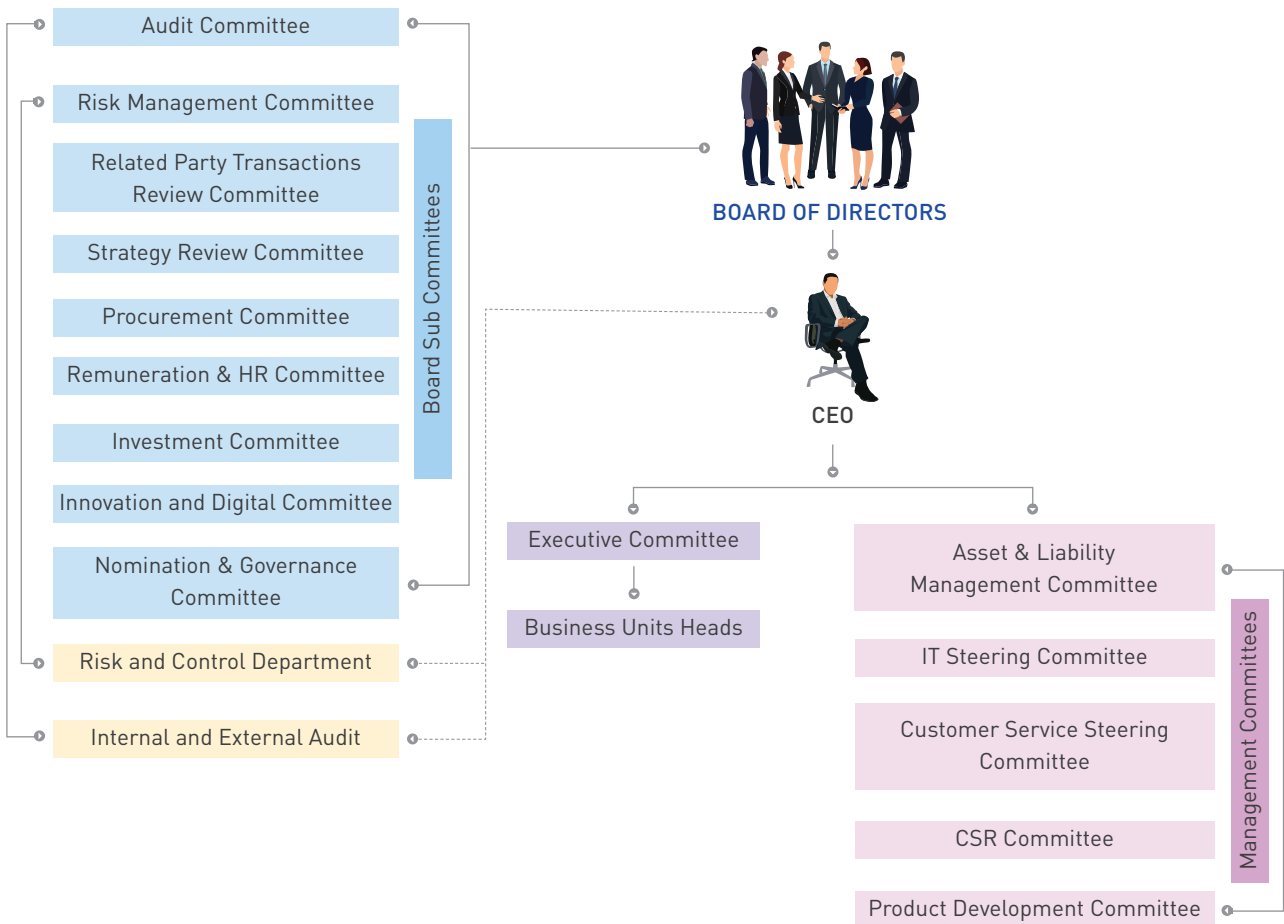 Audit Committee
Risk Management Committee
Related Party Transactions
Review Committee
Strategy Review Committee
Procurement Committee
Remuneration & HR Committee
Investment Committee
Innovation and Digital Committee
Nomination & Governance
Committee
Risk and Control Department
Internal and External Audit
Board Sub Committees
BOARD OF DIRECTORS
CEO
Executive Committee
Business Units Heads
Asset & Liability
Management Committee
IT Steering Committee
Customer Service Steering
Committee
CSR Committee
Product Development Committee
Management Committees